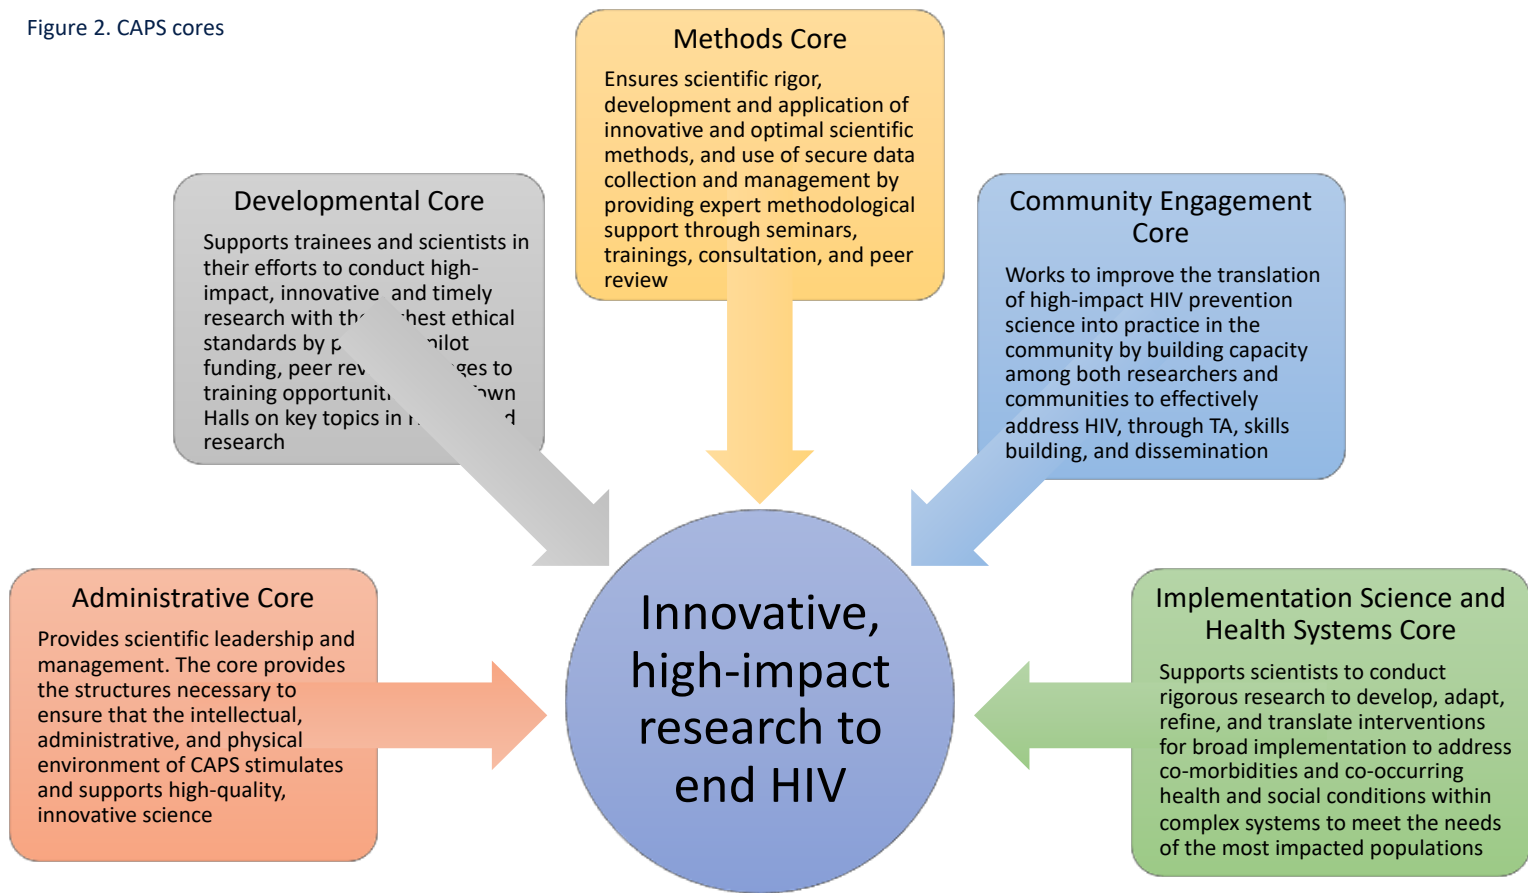 Figure 2. CAPS cores
Methods Core
Ensures scientific rigor,
development and application of
innovative and optimal scientific
methods, and use of secure data
collection and management by
providing expert methodological
support through seminars,
trainings, consultation, and peer
review
Developmental Core
Supports trainees and scientists in
their efforts to conduct high-
impact, innovative and timely
research with the ethical
standards by pilot
funding, peer to
training
Halls on key topics in
research
Community Engagement
Core
Works to improve the translation
of high-impact HIV prevention
science into practice in the
community by building capacity
among both researchers and
communities to effectively
address HIV, through TA, skills
building, and dissemination
Administrative Core
Provides scientific leadership and
management. The core provides
the structures necessary to
ensure that the intellectual,
administrative, and physical
environment of CAPS stimulates
and supports high-quality,
innovative science
Innovative,
high-impact
research to
end HIV
Implementation Science and
Health Systems Core
Supports scientists to conduct
rigorous research to develop, adapt,
refine, and translate interventions
for broad implementation to address
co-morbidities and co-occurring
health and social conditions within
complex systems to meet the needs
of the most impacted populations